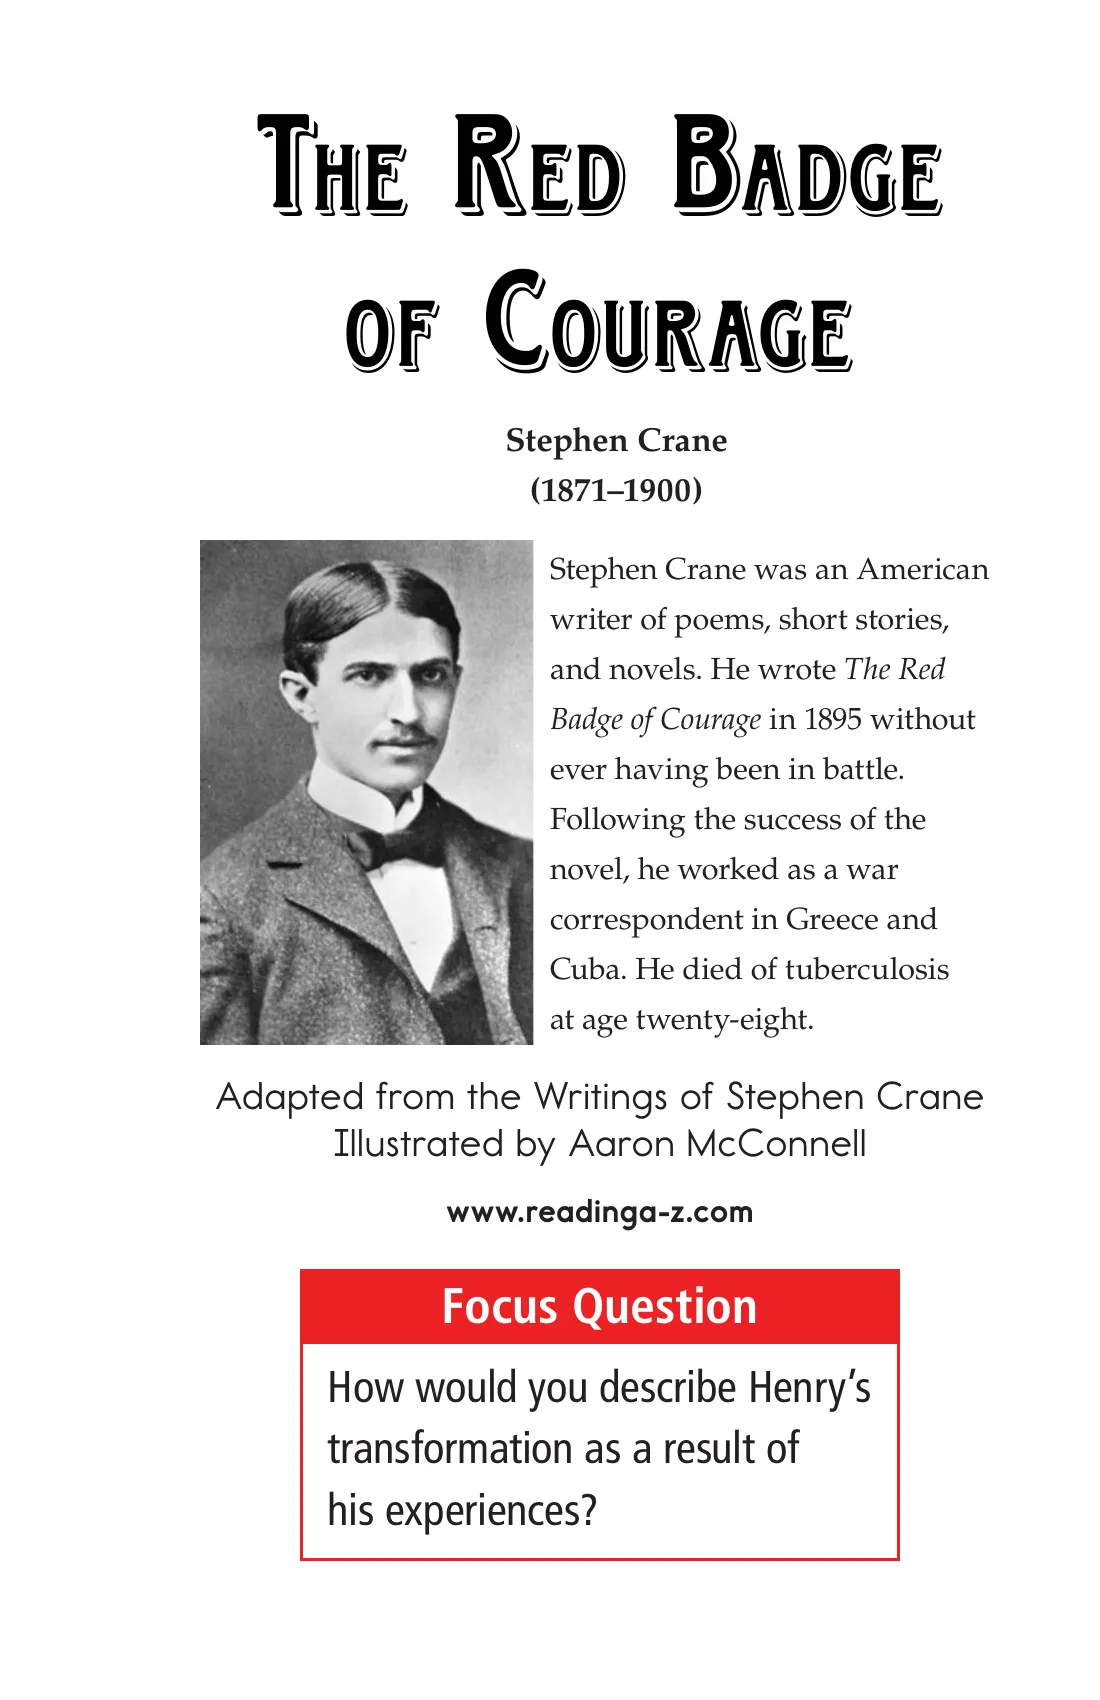 The Red Badge
of Courage
Stephen Crane
(1871–1900)
Stephen Crane was an American
writer of poems, short stories,
and novels. He wrote The Red
Badge of Courage in 1895 without
ever having been in battle.
Following the success of the
novel, he worked as a war
correspondent in Greece and
Cuba. He died of tuberculosis
at age twenty-eight.
Adapted from the Writings of Stephen Crane
Illustrated by Aaron McConnell
www.readinga-z.com
Focus Question
How would you describe Henry’s
transformation as a result of
his experiences?